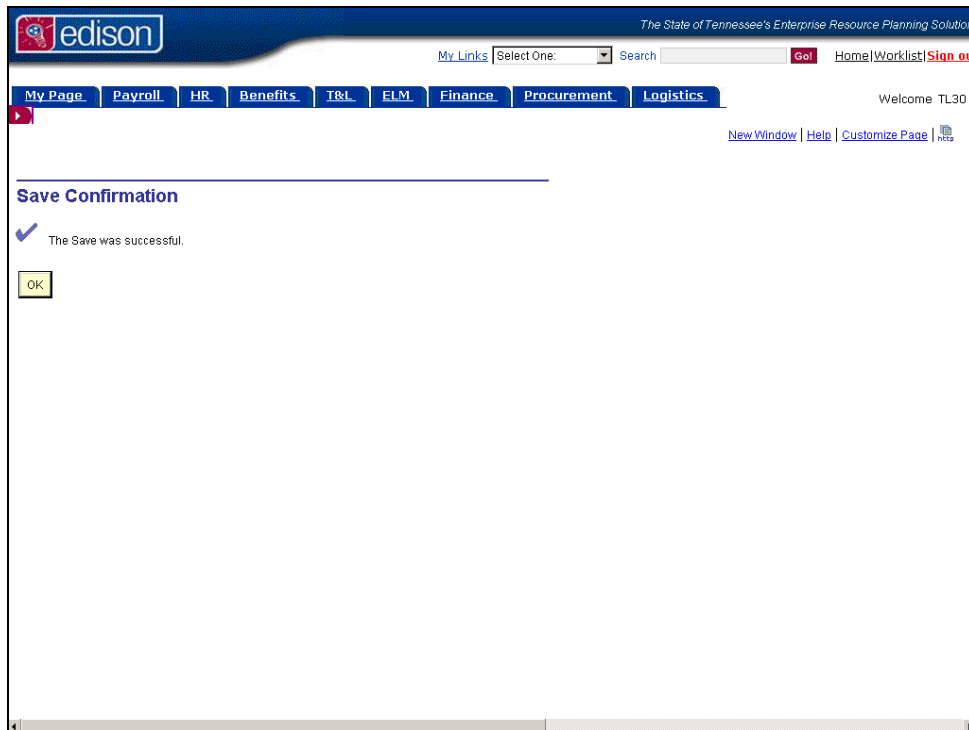 edison
The State of Tennessee's Enterprise Resource Planning Solution
My Links Select One: Search Go! Home|Worklist|Sign ou
My Page Payroll HR Benefits T&L ELM Finance Procurement Logistics
Welcome TL30
New Window | Help | Customize Page | http
Save Confirmation
The Save was successful.
OK